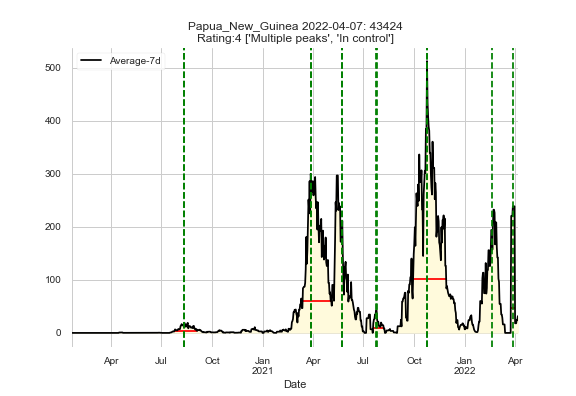 Papua_New_Guinea 2022-04-07: 43424
Rating:4 ['Multiple peaks', 'In control']
Average-7d
500
400
300
200
100
0
Apr Jul Oct Jan Apr Jul Oct Jan Apr
2021 2022
Date